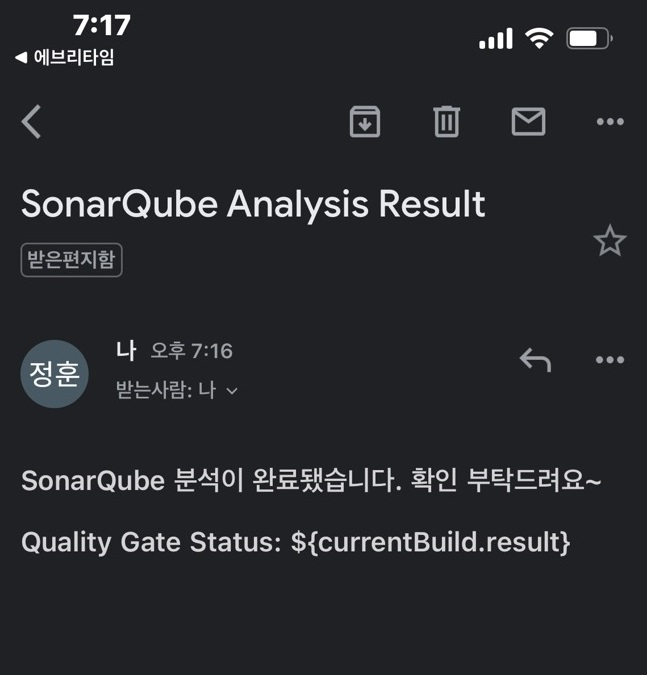 7:17
◀ 에브리타임
SonarQube Analysis Result
받은편지함
정훈
나 오후 7:16
받는사람: 나
SonarQube 분석이 완료됐습니다. 확인 부탁드려요~
Quality Gate Status: ${currentBuild.result}